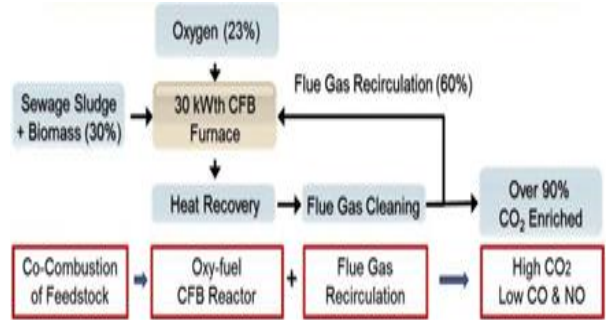 Oxygen (23%)
Flue Gas Recirculation (60%)
Sewage Sludge
+ Biomass (30%)
30 kWth CFB
Furnace
Heat Recovery
Flue Gas Cleaning
Over 90%
CO₂ Enriched
Co-Combustion
of Feedstock
Oxy-fuel
CFB Reactor
+
Flue Gas
Recirculation
High CO₂
Low CO & NO